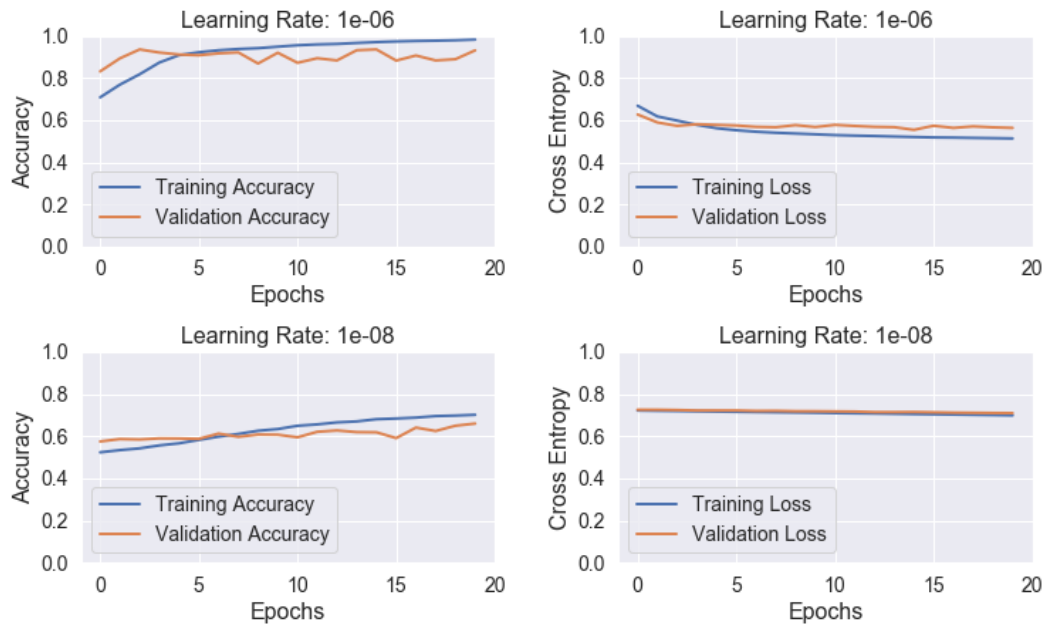 Learning Rate: 1e-06
1.0
0.8
0.6
0.4
0.2
0.0
Accuracy
Training Accuracy
Validation Accuracy
0 5 10 15 20
Epochs
Learning Rate: 1e-06
1.0
0.8
0.6
0.4
0.2
0.0
Cross Entropy
Training Loss
Validation Loss
0 5 10 15 20
Epochs
Learning Rate: 1e-08
1.0
0.8
0.6
0.4
0.2
0.0
Accuracy
Training Accuracy
Validation Accuracy
0 5 10 15 20
Epochs
Learning Rate: 1e-08
1.0
0.8
0.6
0.4
0.2
0.0
Cross Entropy
Training Loss
Validation Loss
0 5 10 15 20
Epochs